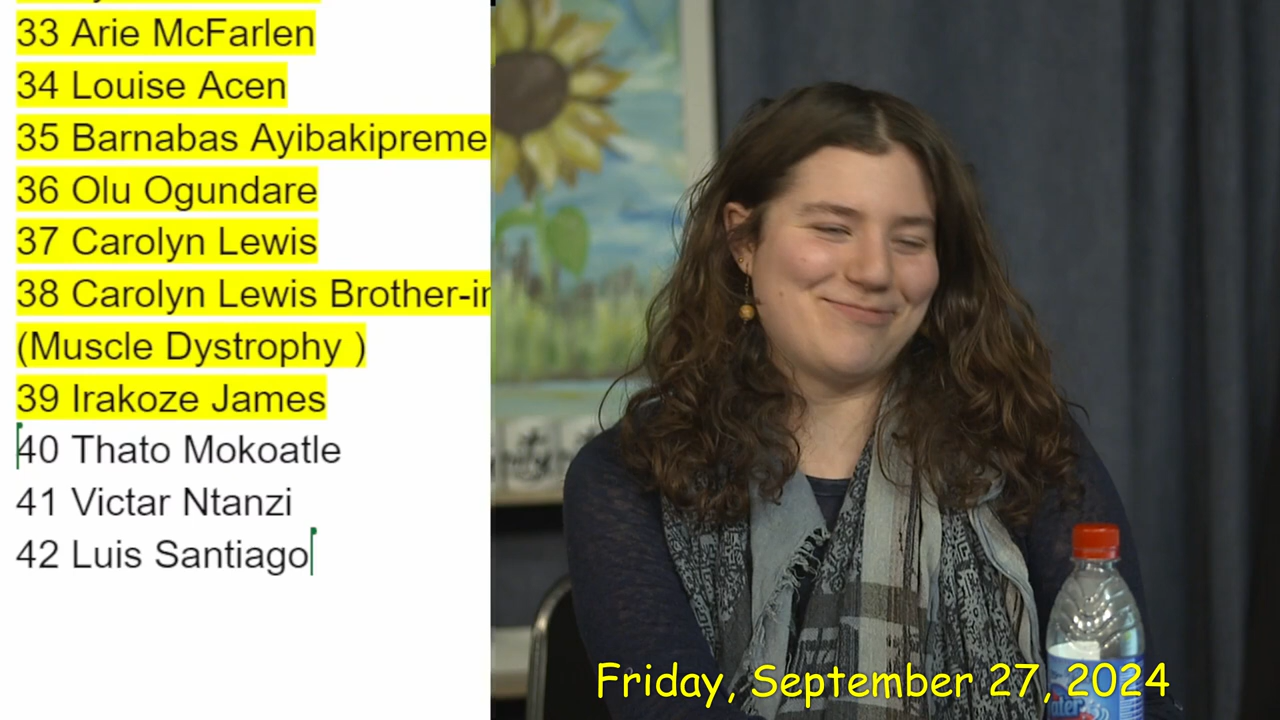 33 Arie McFarlen
34 Louise Acen
35 Barnabas Ayibakipreme
36 Olu Ogundare
37 Carolyn Lewis
38 Carolyn Lewis Brother-in
(Muscle Dystrophy )
39 Irakoze James
40 Thato Mokoatle
41 Victar Ntanzi
42 Luis Santiago
Friday, September 27, 2024